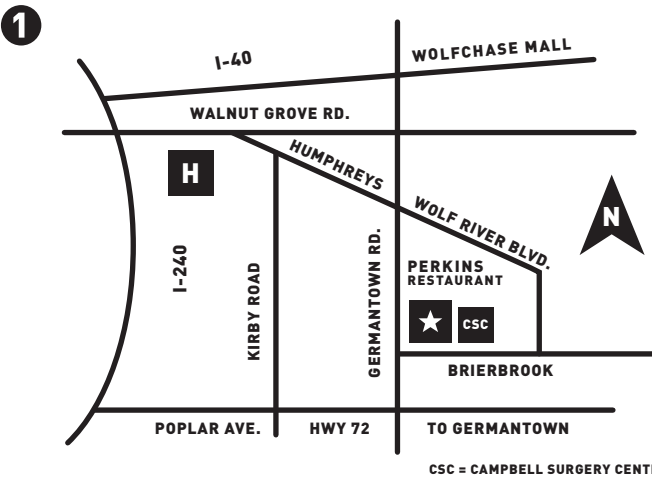 1
I-40
WOLFCHASE MALL
WALNUT GROVE RD.
H
HUMPHREYS
WOLF RIVER BLVD.
N
I-240
KIRBY ROAD
GERMANTOWN RD.
PERKINS
RESTAURANT
CSC
BRIERBROOK
POPLAR AVE.
HWY 72
TO GERMANTOWN
CSC = CAMPBELL SURGERY